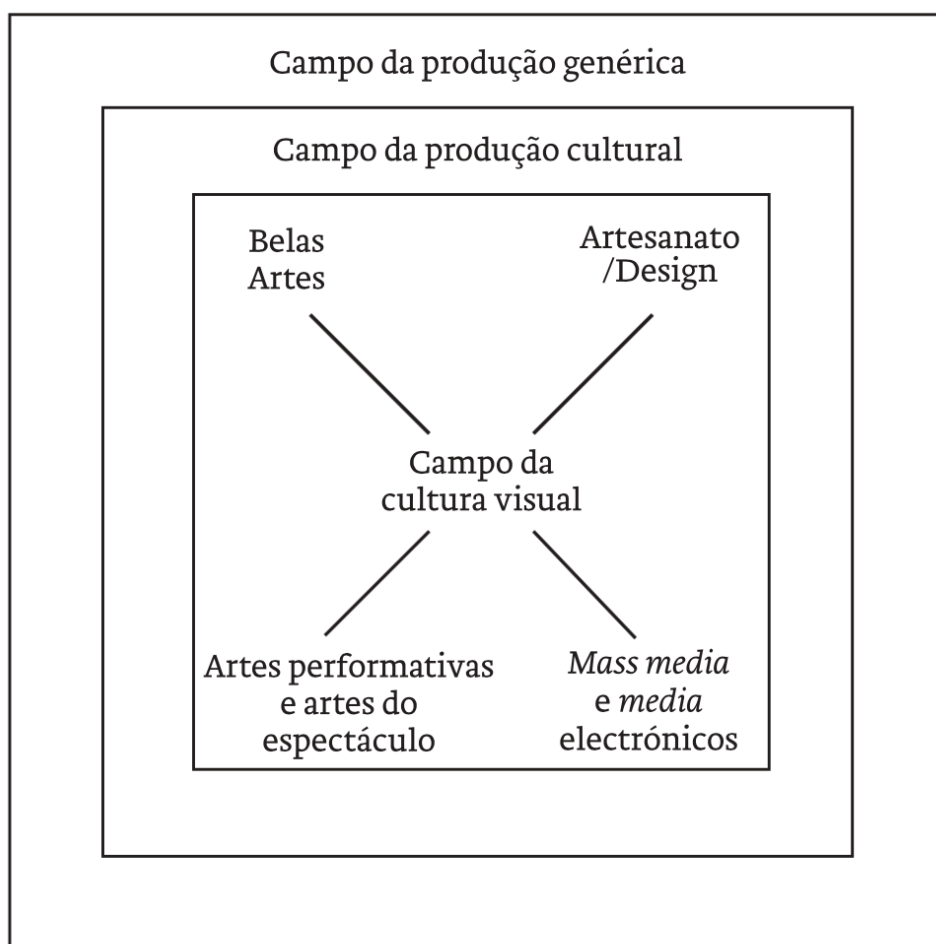 Campo da produção genérica
Campo da produção cultural
Belas
Artes
Artesanato
/Design
Campo da
cultura visual
Artes performativas
e artes do
espectáculo
Mass media
e media
electrónicos